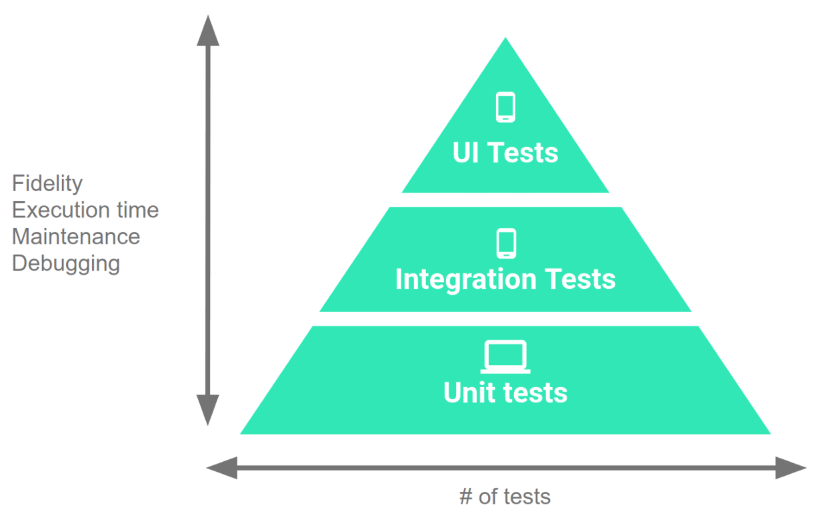 UI Tests
Fidelity
Execution time
Maintenance
Debugging
Integration Tests
Unit tests
# of tests